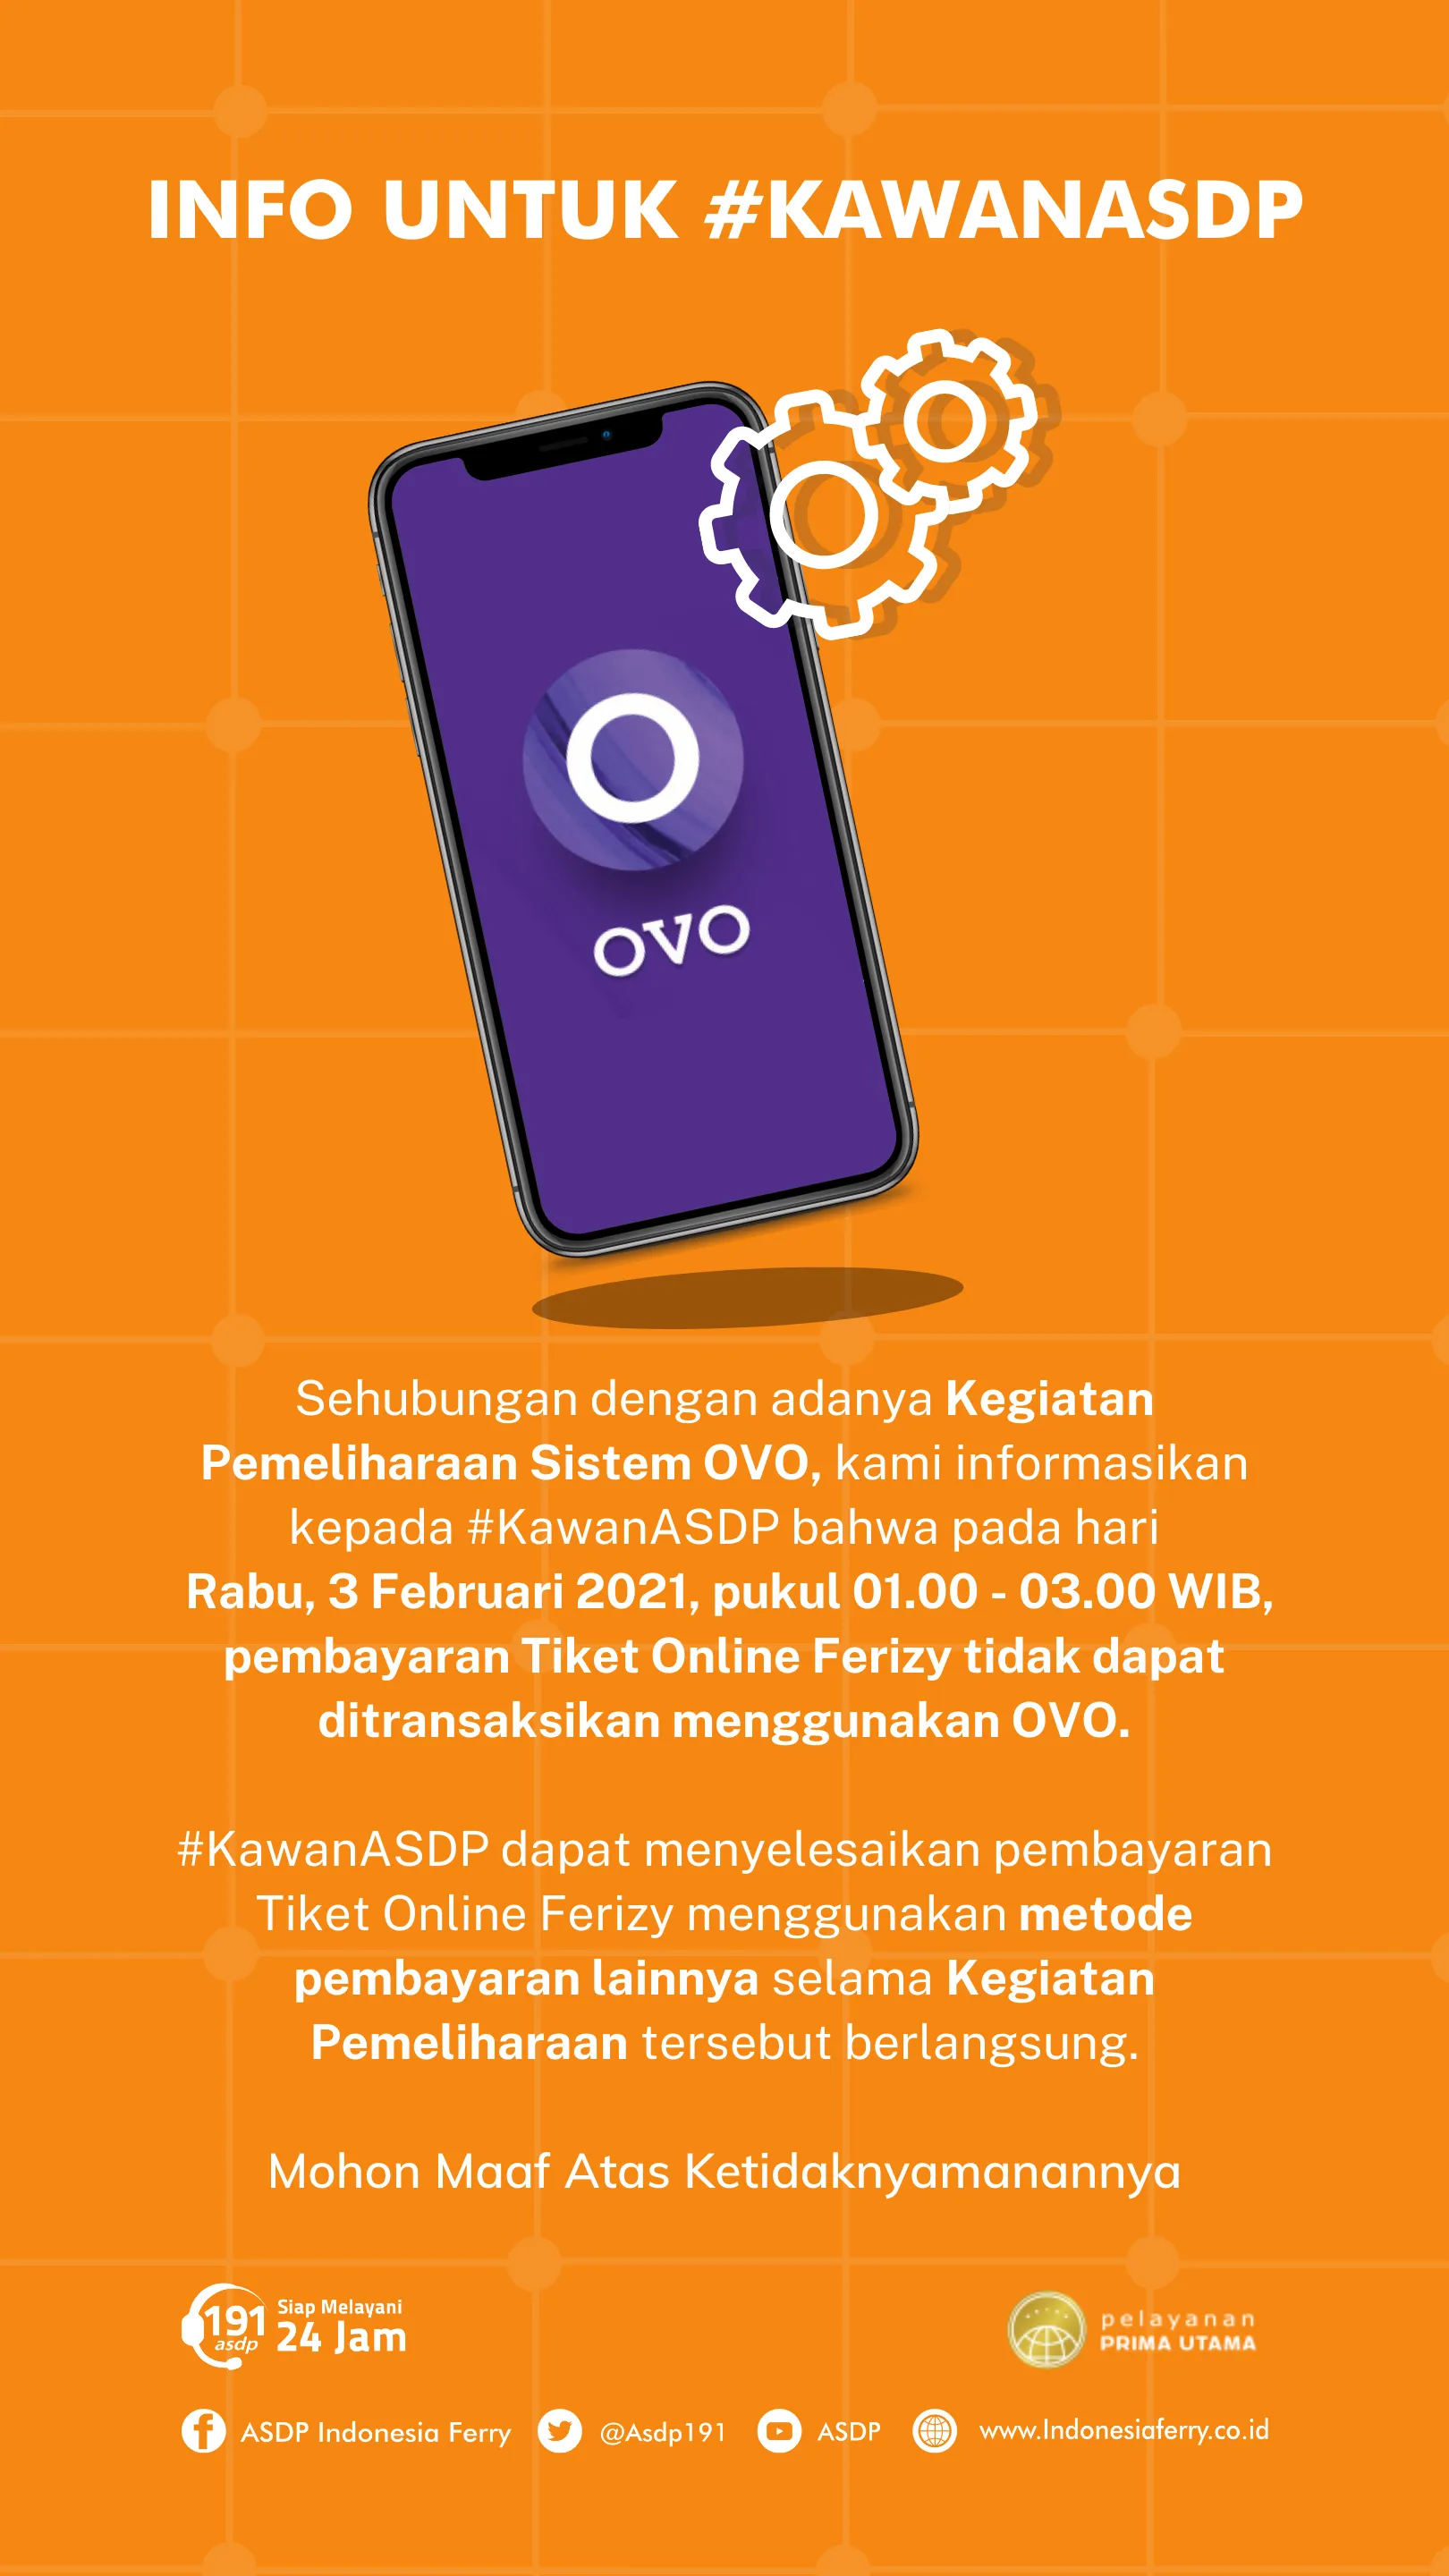 INFO UNTUK #KAWANASDP
O
OVO
Sehubungan dengan adanya Kegiatan
Pemeliharaan Sistem OVO, kami informasikan
kepada #KawanASDP bahwa pada hari
Rabu, 3 Februari 2021, pukul 01.00 - 03.00 WIB,
pembayaran Tiket Online Ferizy tidak dapat
ditransaksikan menggunakan OVO.
#KawanASDP dapat menyelesaikan pembayaran
Tiket Online Ferizy menggunakan metode
pembayaran lainnya selama Kegiatan
Pemeliharaan tersebut berlangsung.
Mohon Maaf Atas Ketidaknyamanannya
191
asdp
Siap Melayani
24 Jam
pelayanan
PRIMA UTAMA
ASDP Indonesia Ferry
@Asdp191
ASDP
www.Indonesiaferry.co.id